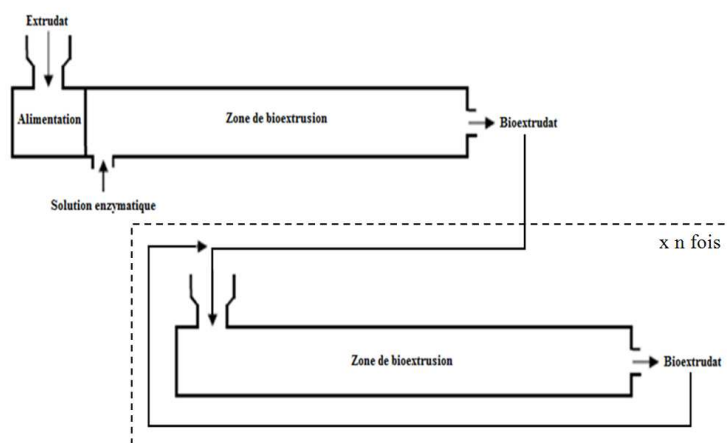 Extrudat
Alimentation
Zone de bioextrusion
Bioextrudat
Solution enzymatique
x n fois
Zone de bioextrusion
Bioextrudat